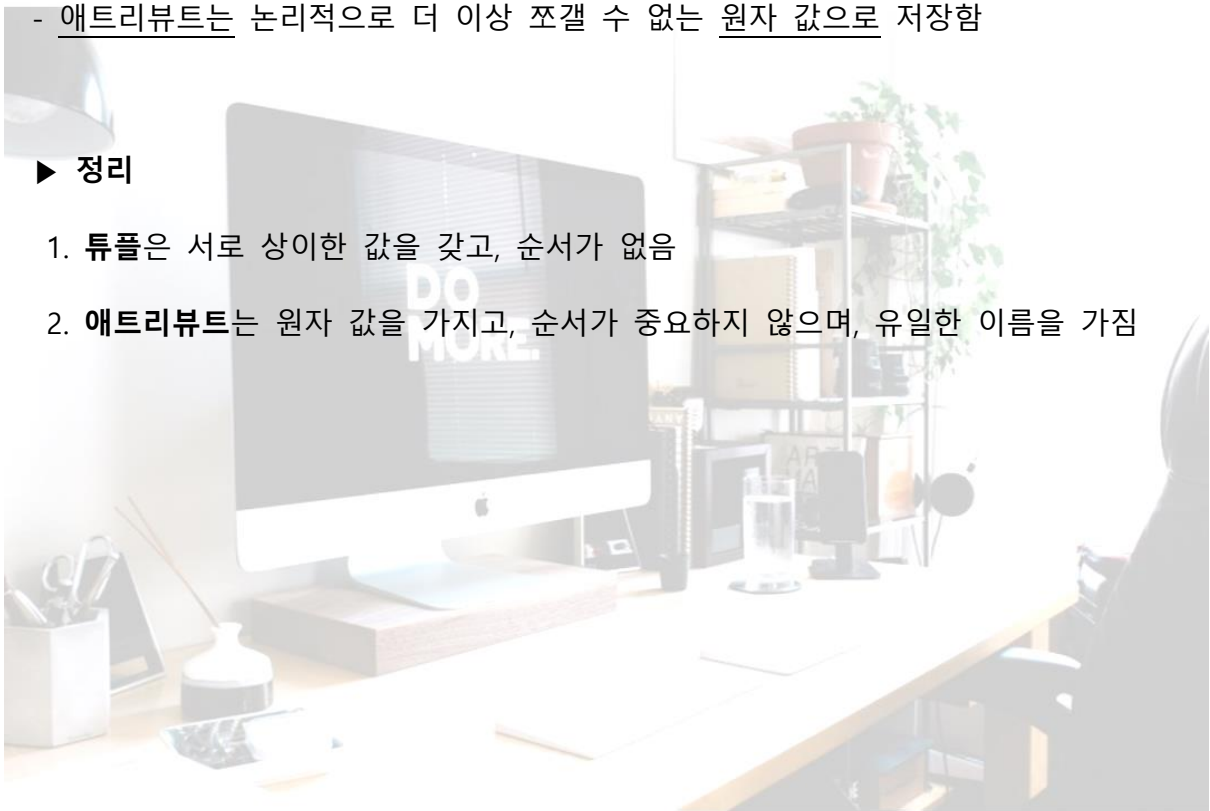 - 애트리뷰트는 논리적으로 더 이상 쪼갤 수 없는 원자 값으로 저장함
▶ 정리
1. 튜플은 서로 상이한 값을 갖고, 순서가 없음
2. 애트리뷰트는 원자 값을 가지고, 순서가 중요하지 않으며, 유일한 이름을 가짐
DO
MORE.